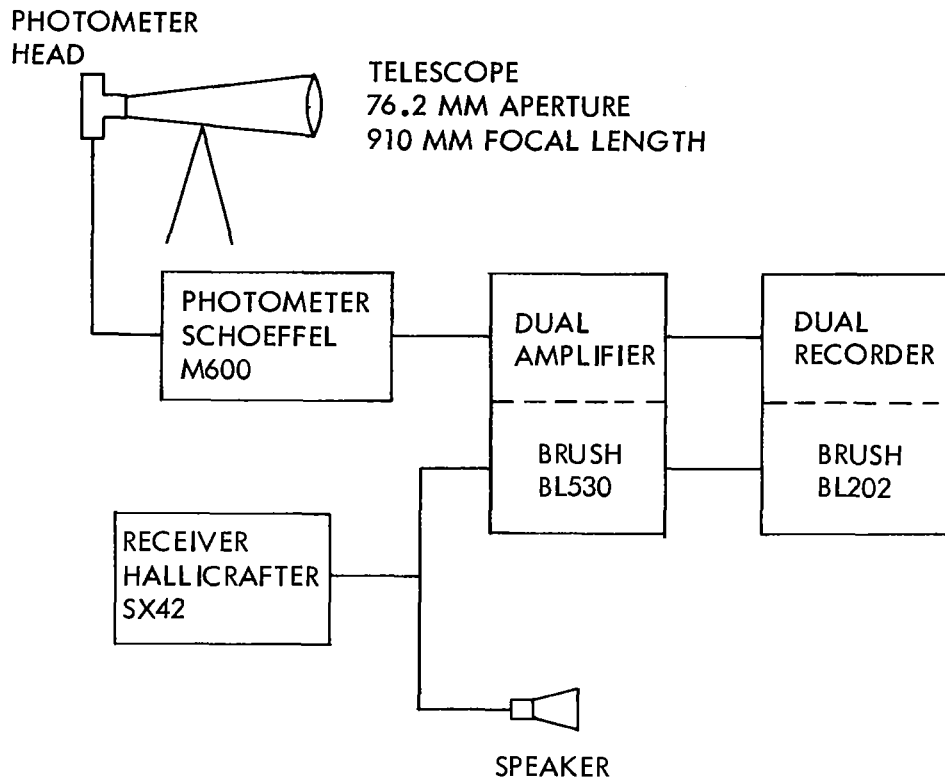 PHOTOMETER
HEAD
TELESCOPE
76.2 MM APERTURE
910 MM FOCAL LENGTH
PHOTOMETER
SCHOEFFEL
M600
DUAL
AMPLIFIER
DUAL
RECORDER
BRUSH
BL530
BRUSH
BL202
RECEIVER
HALLICRAFTER
SX42
SPEAKER